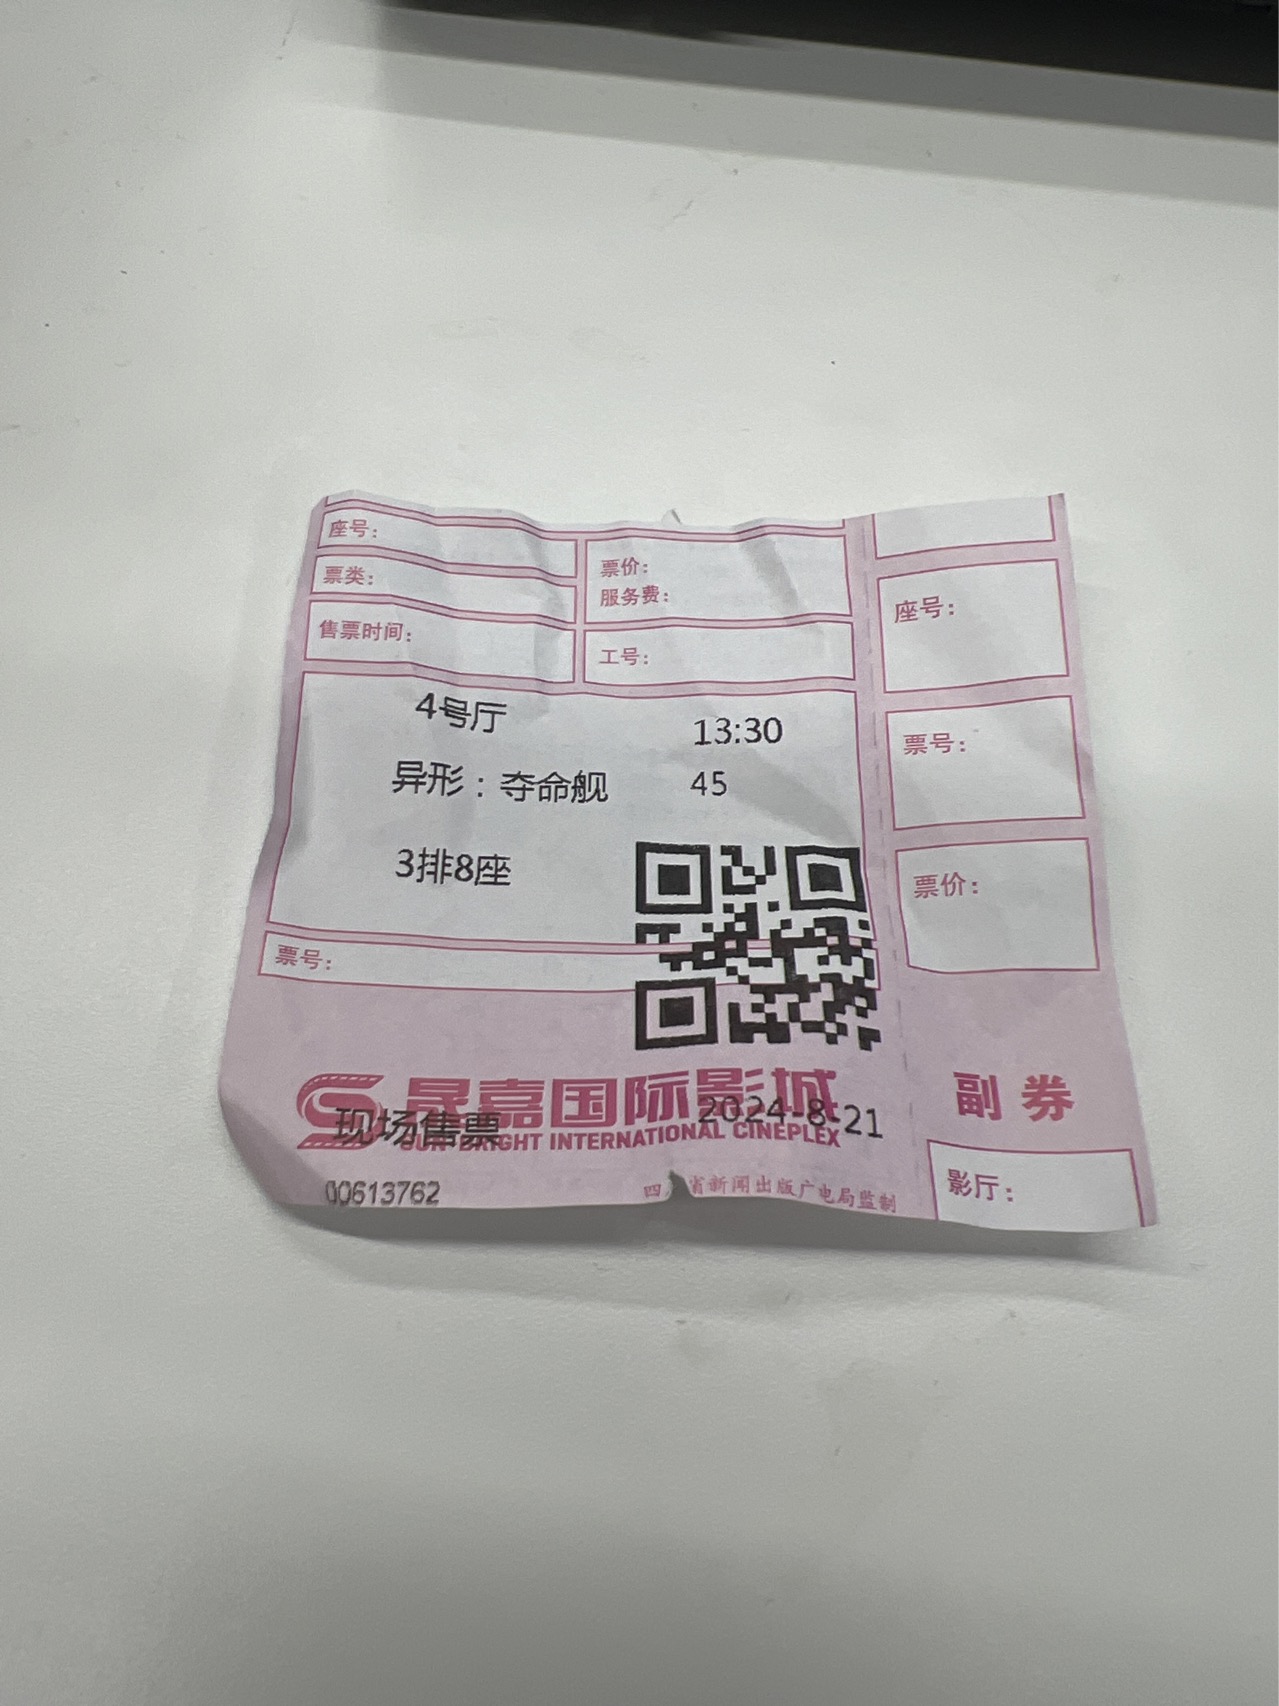 座号:
票类:
票价:
服务费:
售票时间:
工号:
4号厅 13:30
异形：夺命舰 45
3排8座
票号:
晟嘉国际影城
SUN-BRIGHT INTERNATIONAL CINEPLEX
现场售票 2024-8-21
00613762
四 省新闻出版广电局监制
座号:
票号:
票价:
副券
影厅: